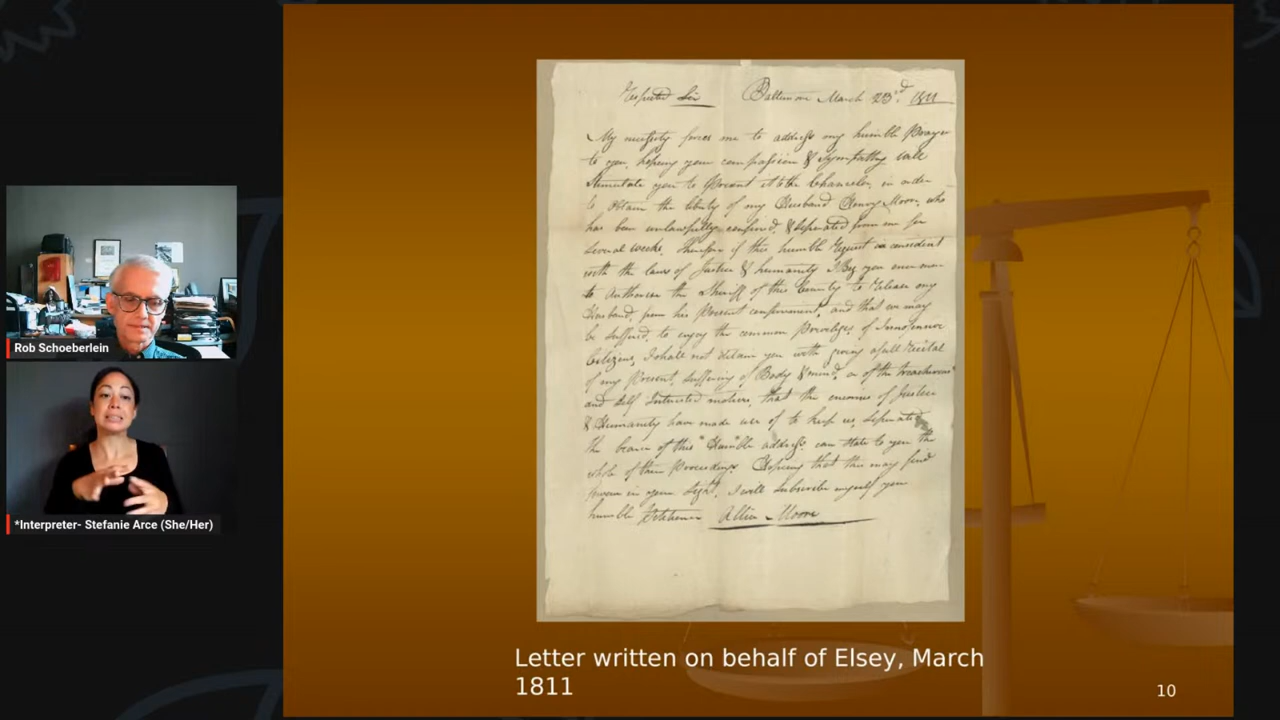 Respected Sir Baltimore March 23rd. 1811
My necessity forces me to address my humble Prayer
to you, hoping your compassion & Sympathy will
Stimulate you to Present it to the Chancelor, in order
to obtain the liberty of my Husband Henry Moore, who
has been unlawfully confined, & Seperated from me for
Several weeks, Therefore if this humble Request is consistent
with the laws of Justice & humanity I Beg you
to Authorise the Sheriff of this County to Release my
Husband, from his Present confinement, and that we may
be suffered, to enjoy the common Priviliges of
Citizens, I shall not detain you with giving a full Recital
of my Present, Suffering of Body & mind, or of the treacherous
and Self Interested motives, that the enemies of Justice
& Humanity have made use of to keep us, Seperate
The bearer of this Humble address can State to you the
whole of their Proceedings. Hoping that this may find
favour in your Sight, I will Subscribe myself your
humble Petitioner Moore
Letter written on behalf of Elsey, March
1811
10
Rob Schoeberlein
*Interpreter- Stefanie Arce (She/Her)